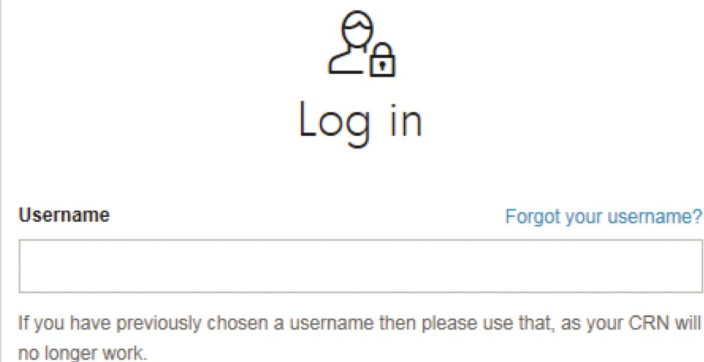 Log in
Username
Forgot your username?
If you have previously chosen a username then please use that, as your CRN will
no longer work.